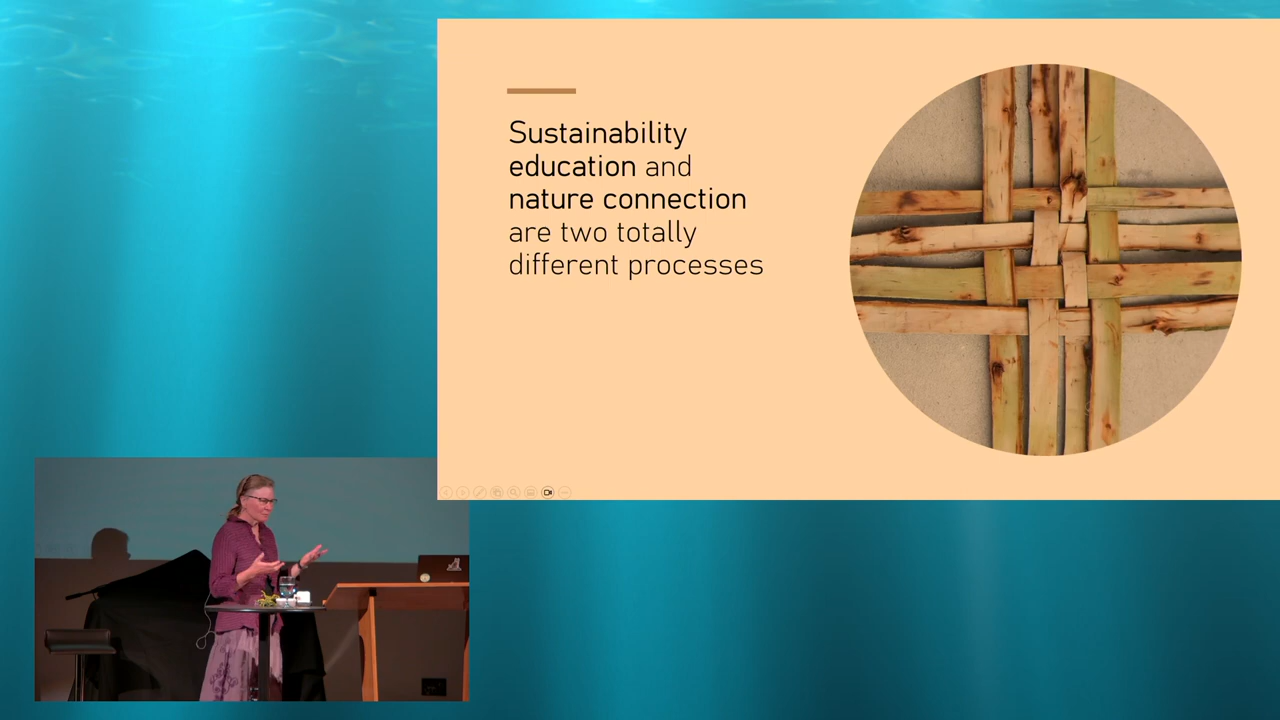 Sustainability
education and
nature connection
are two totally
different processes